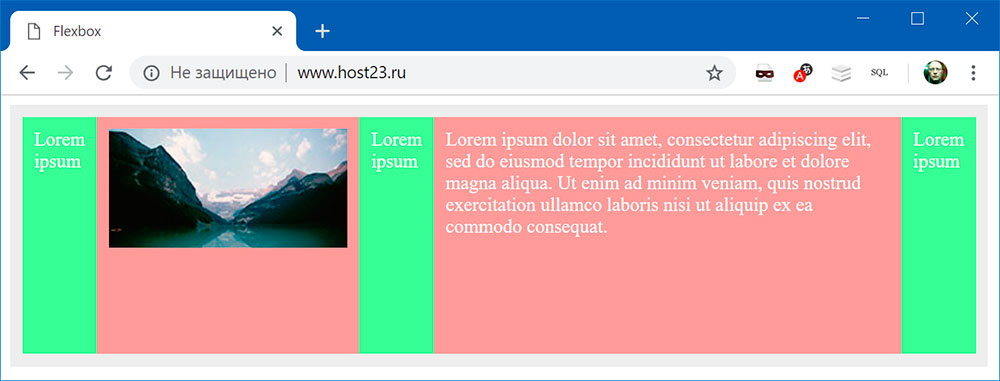 Flexbox
Не защищено
www.host23.ru
SQL
Lorem
ipsum
Lorem
ipsum
Lorem ipsum dolor sit amet, consectetur adipiscing elit,
sed do eiusmod tempor incididunt ut labore et dolore
magna aliqua. Ut enim ad minim veniam, quis nostrud
exercitation ullamco laboris nisi ut aliquip ex ea
commodo consequat.
Lorem
ipsum